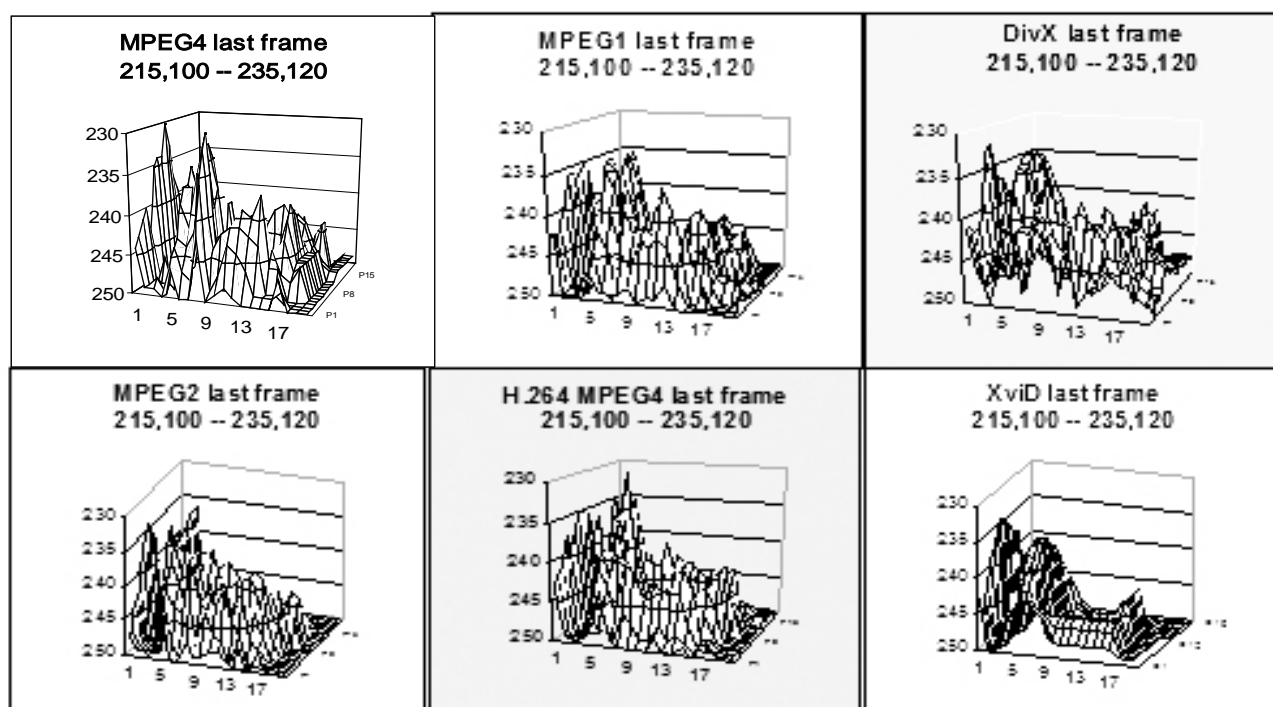 MPEG4 last frame
215,100 -- 235,120
230
235
240
245
250
1 5 9 13 17
P1
P8
P15
MPEG1 last frame
215,100 -- 235,120
230
235
240
245
250
1 5 9 13 17
DivX last frame
215,100 -- 235,120
230
235
240
245
250
1 5 9 13 17
MPEG2 last frame
215,100 -- 235,120
230
235
240
245
250
1 5 9 13 17
H.264 MPEG4 last frame
215,100 -- 235,120
230
235
240
245
250
1 5 9 13 17
XviD last frame
215,100 -- 235,120
230
235
240
245
250
1 5 9 13 17